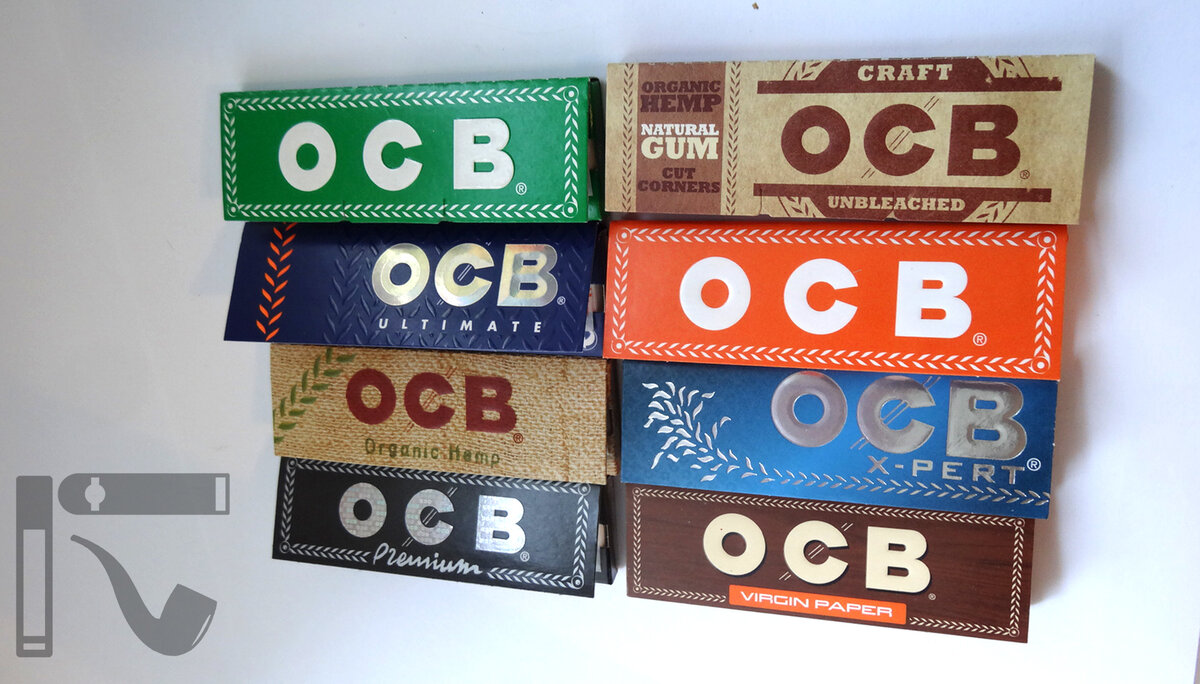 OCB®
ORGANIC
HEMP
NATURAL
GUM
CUT
CORNERS
CRAFT
OCB®
UNBLEACHED
OCB®
ULTIMATE
OCB®
OCB®
Organic Hemp
OCB
X-PERT®
OCB®
Premium
OCB®
VIRGIN PAPER